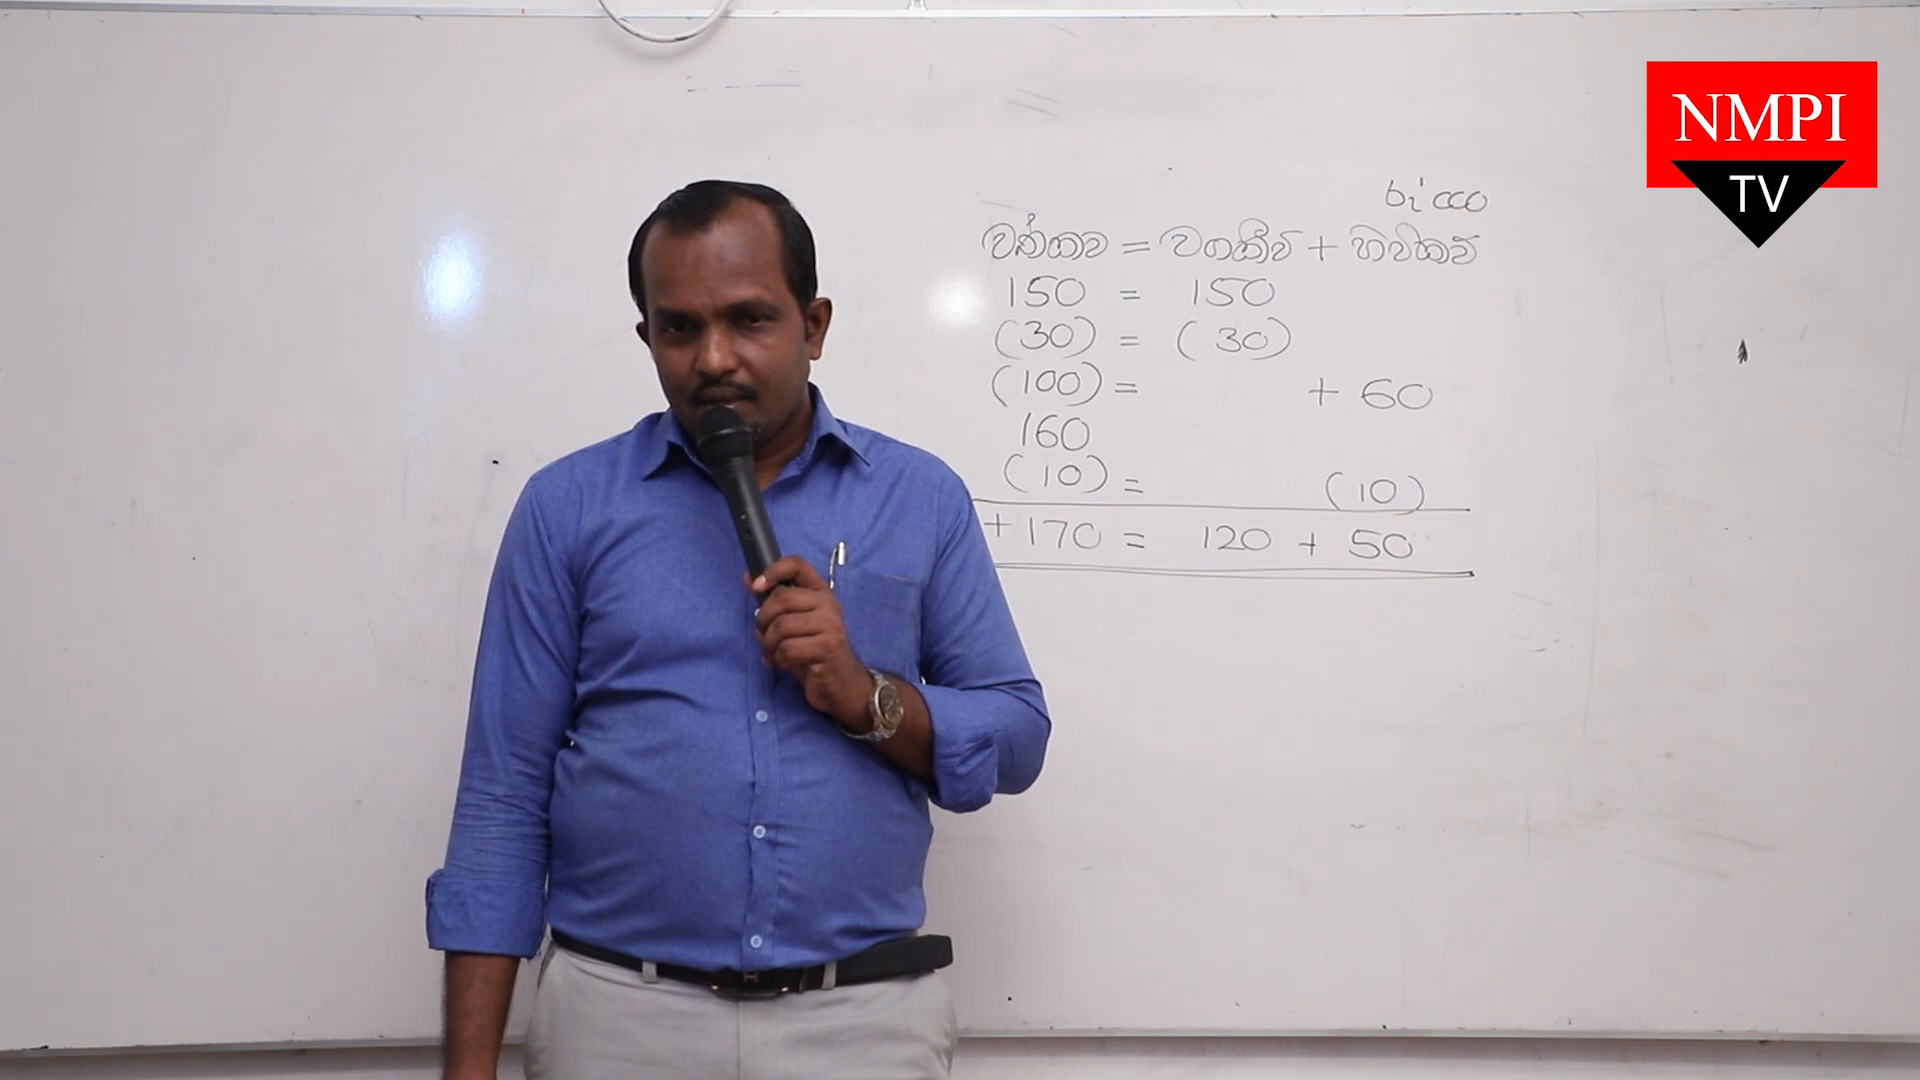 NMPI
TV
රු' 000
වත්කම් = වගකීම් + හිමිකම්
150 = 150
(30) = (30)
(100) = + 60
160
(10) = (10)
+ 170 = 120 + 50